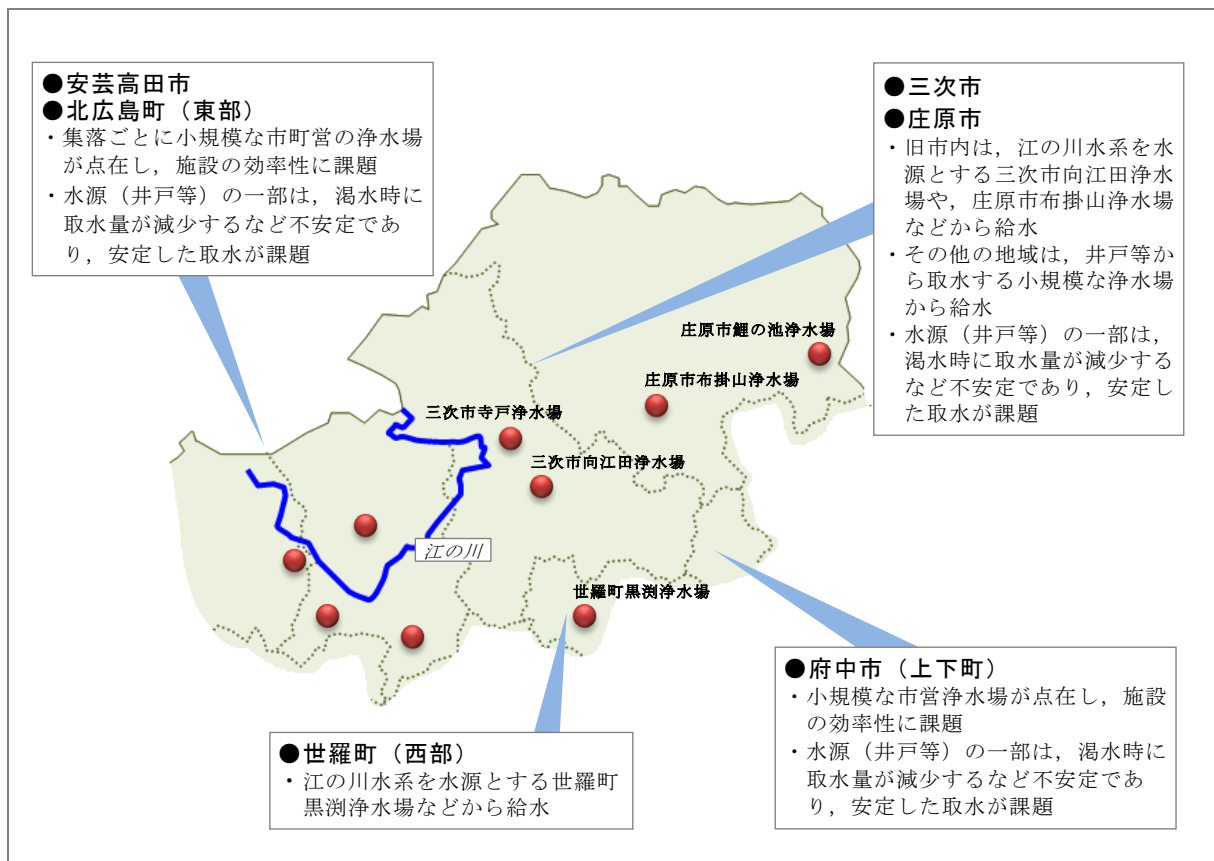 ●安芸高田市
●北広島町（東部）
・集落ごとに小規模な市町営の浄水場
が点在し，施設の効率性に課題
・水源（井戸等）の一部は，渇水時に
取水量が減少するなど不安定であ
り，安定した取水が課題
●三次市
●庄原市
・旧市内は，江の川水系を水
源とする三次市向江田浄水
場や，庄原市布掛山浄水場
などから給水
・その他の地域は，井戸等か
ら取水する小規模な浄水場
から給水
・水源（井戸等）の一部は，
渇水時に取水量が減少する
など不安定であり，安定し
た取水が課題
庄原市鯉の池浄水場
庄原市布掛山浄水場
三次市寺戸浄水場
三次市向江田浄水場
江の川
世羅町黒渕浄水場
●世羅町（西部）
・江の川水系を水源とする世羅町
黒渕浄水場などから給水
●府中市（上下町）
・小規模な市営浄水場が点在し，施設
の効率性に課題
・水源（井戸等）の一部は，渇水時に
取水量が減少するなど不安定であ
り，安定した取水が課題